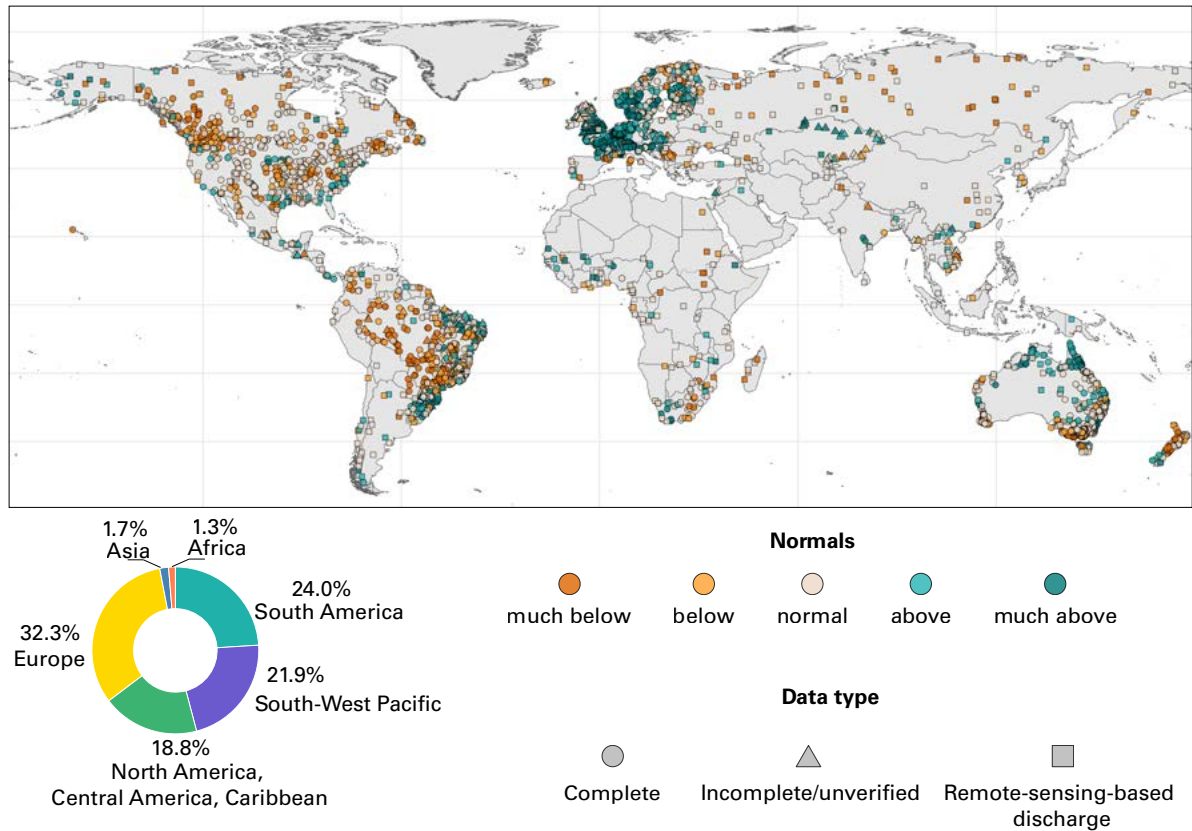 1.7%
Asia
1.3%
Africa
24.0%
South America
32.3%
Europe
21.9%
South-West Pacific
18.8%
North America,
Central America, Caribbean
Normals
much below
below
normal
above
much above
Data type
Complete
Incomplete/unverified
Remote-sensing-based
discharge